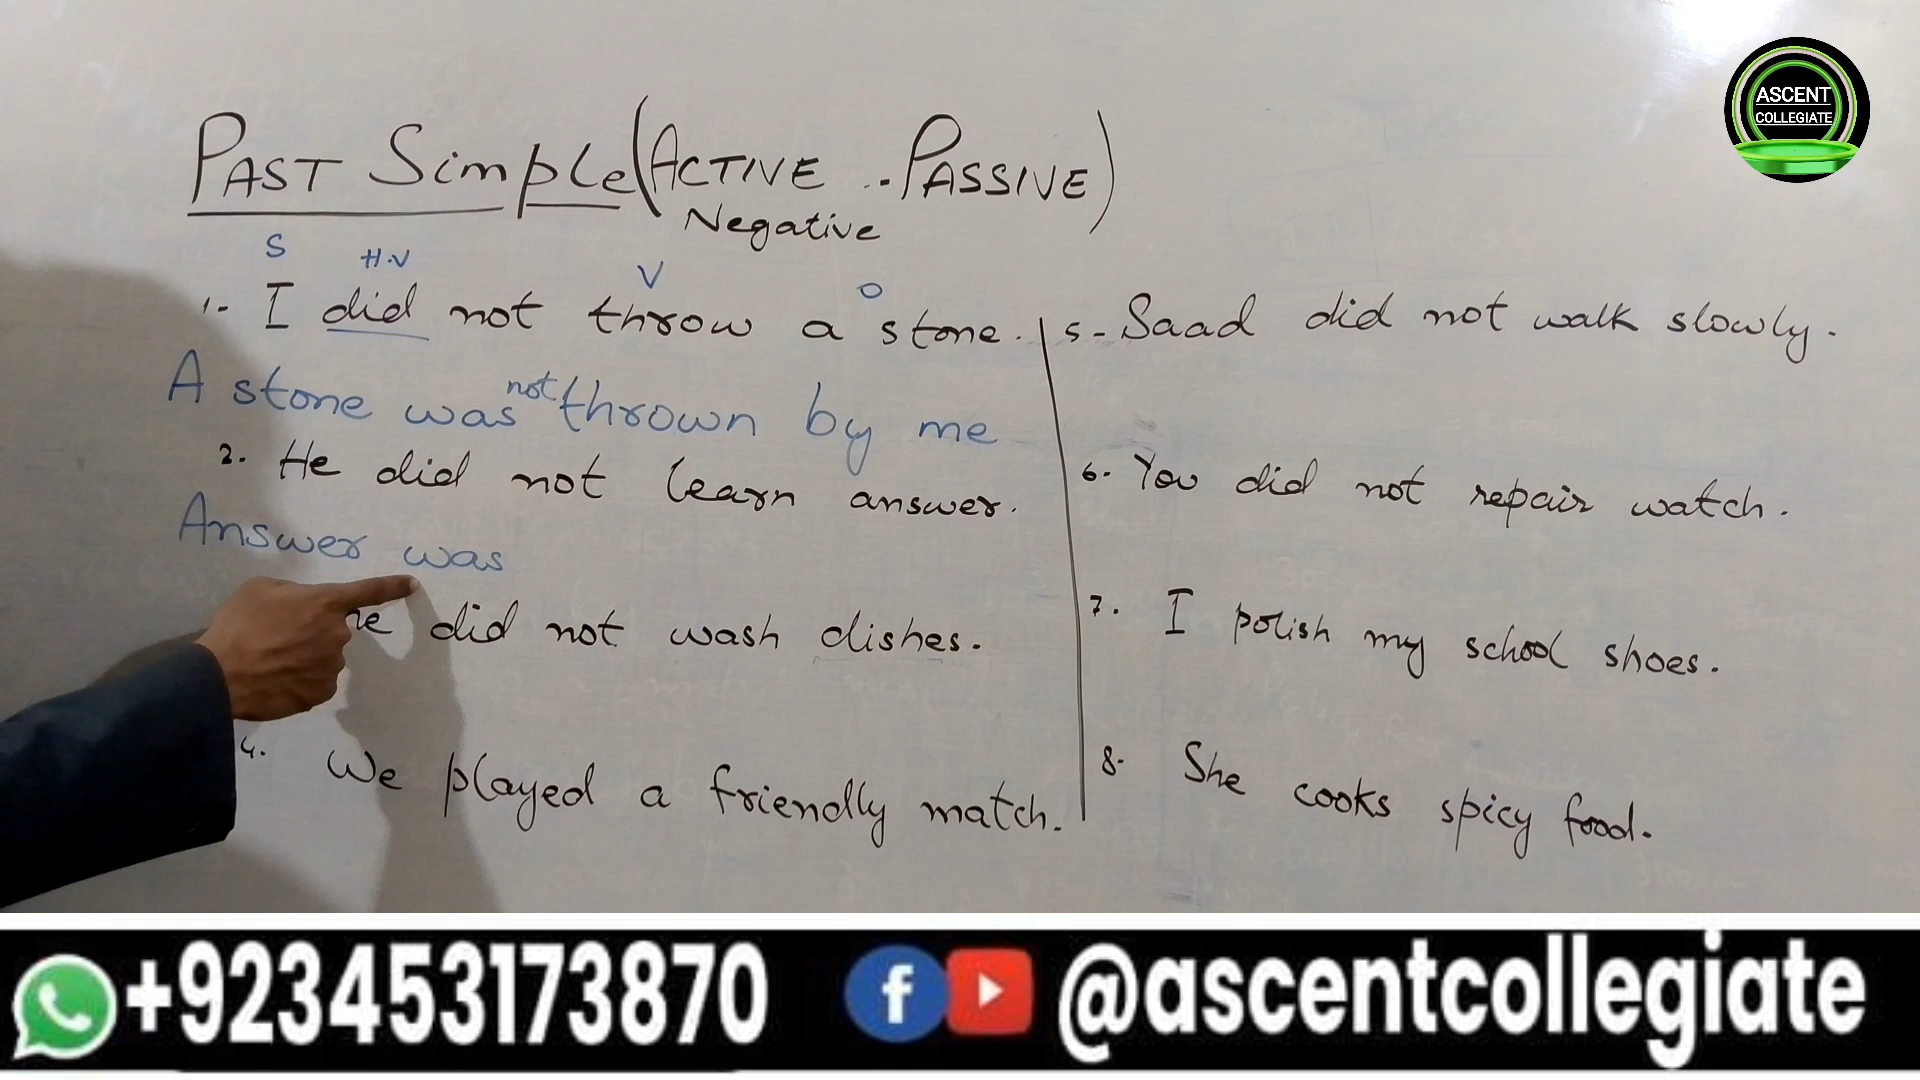 PAST Simple (ACTIVE .. PASSIVE)
Negative
S H.V V O
1- I did not throw a stone.
A stone was not thrown by me
2. He did not learn answer.
Answer was
did not wash dishes.
4. We played a friendly match.
5- Saad did not walk slowly.
6- You did not repair watch.
7. I polish my school shoes.
8- She cooks spicy food.
ASCENT
COLLEGIATE
+923453173870 @ascentcollegiate